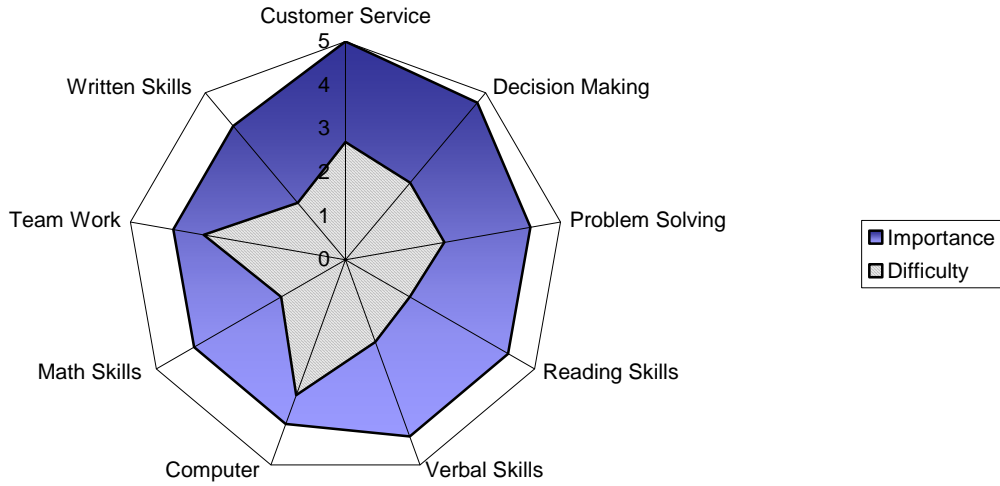 Customer Service
5
Written Skills
4
Decision Making
3
2
Team Work
1
Problem Solving
Importance
0
Difficulty
Math Skills
Reading Skills
Computer
Verbal Skills